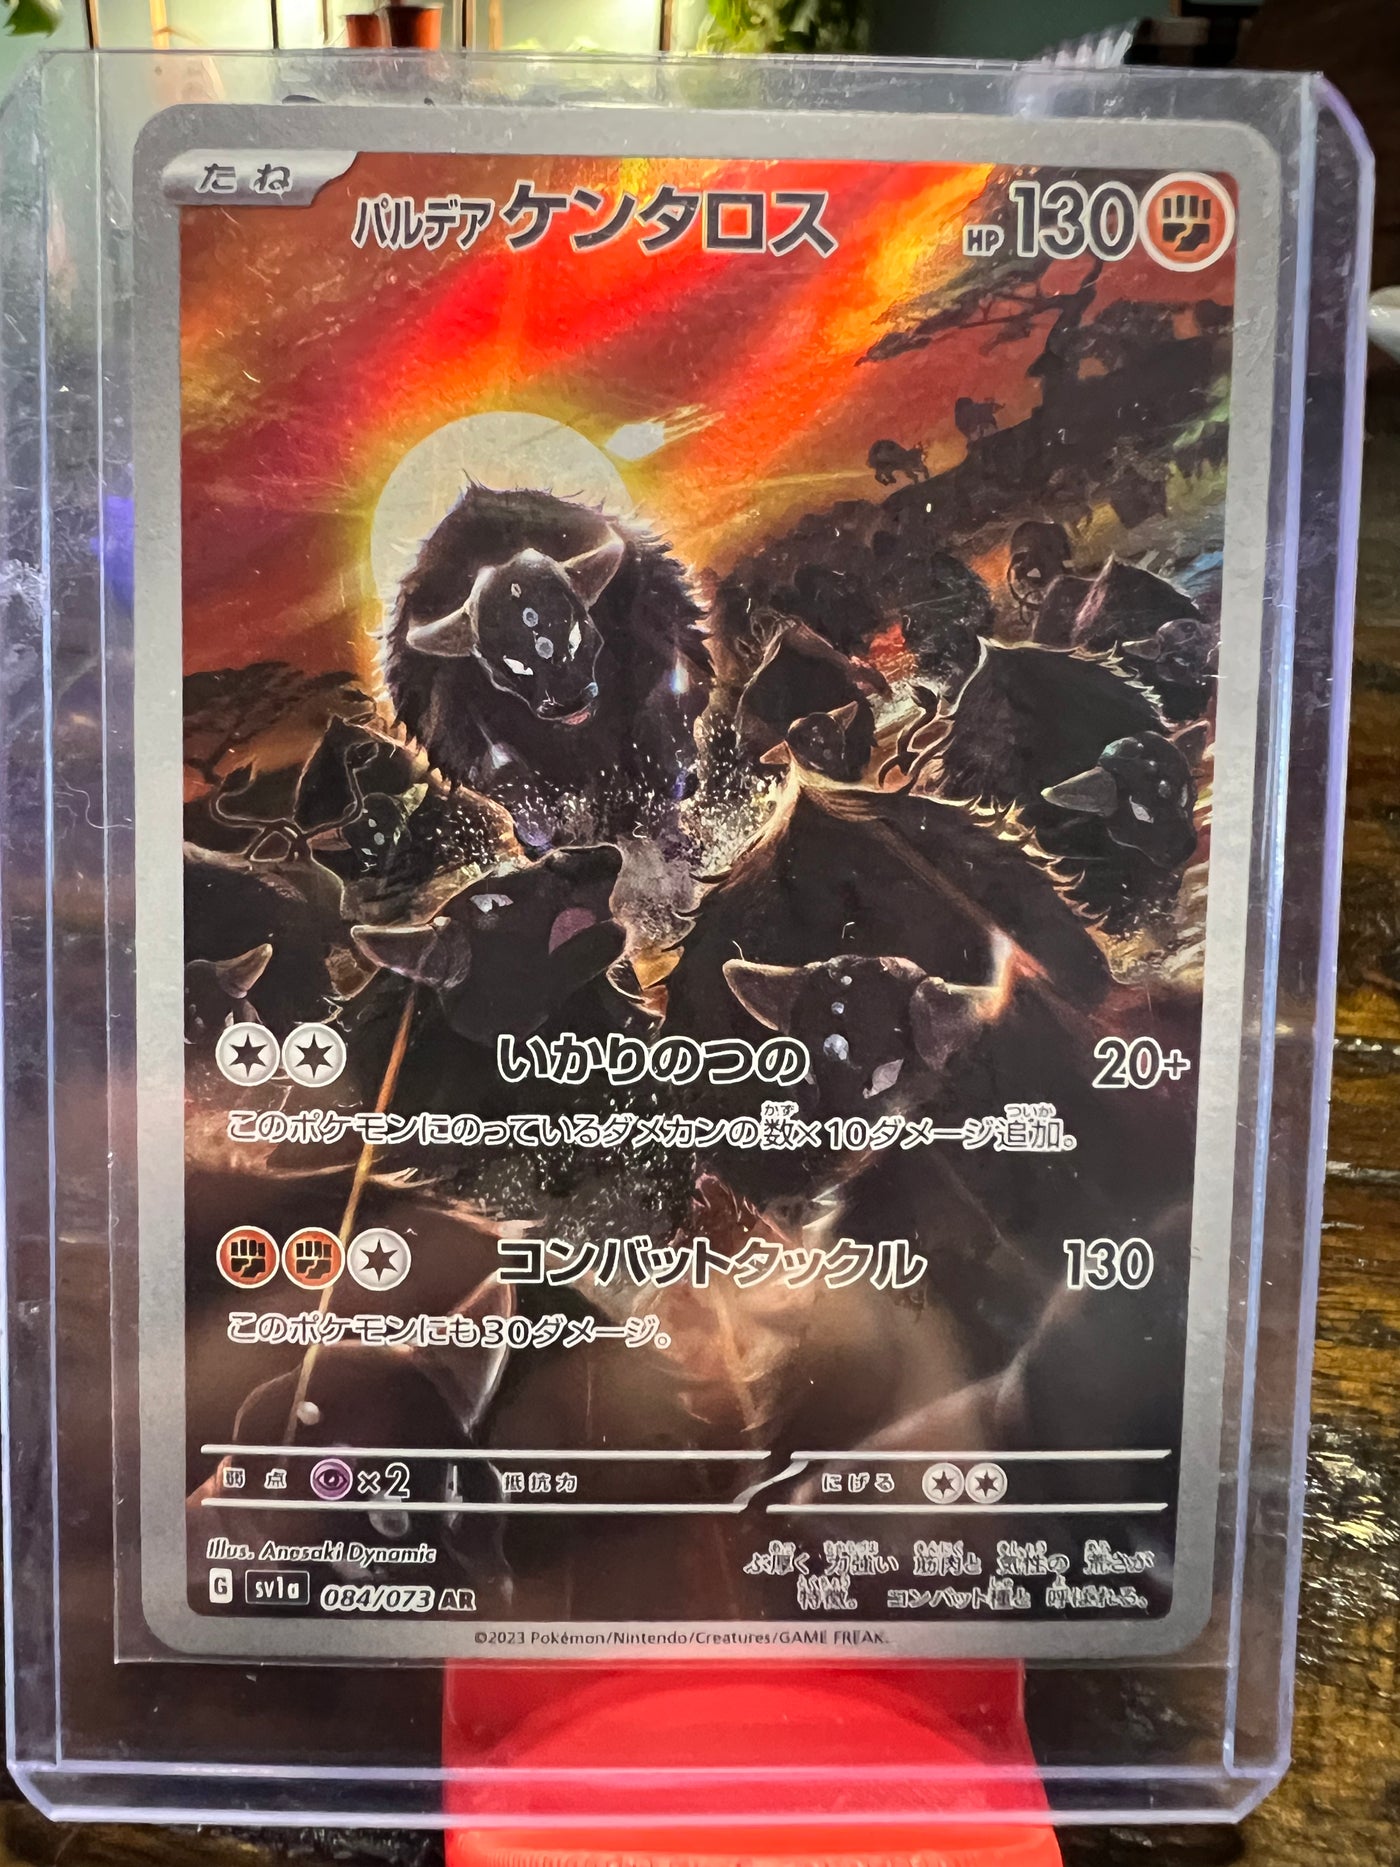 たね
パルデアケンタロス HP 130
いかりのつの 20+
このポケモンにのっているダメカンの数×10ダメージ追加。
コンバットタックル 130
このポケモンにも30ダメージ。
弱点 ×2 抵抗力 にげる
Illus. Anesaki Dynamic
ぶ厚く 力強い 筋肉と 気性の 荒さが
特徴。 コンバット種と 呼ばれる。
G sv1a 084/073 AR
©2023 Pokémon/Nintendo/Creatures/GAME FREAK.